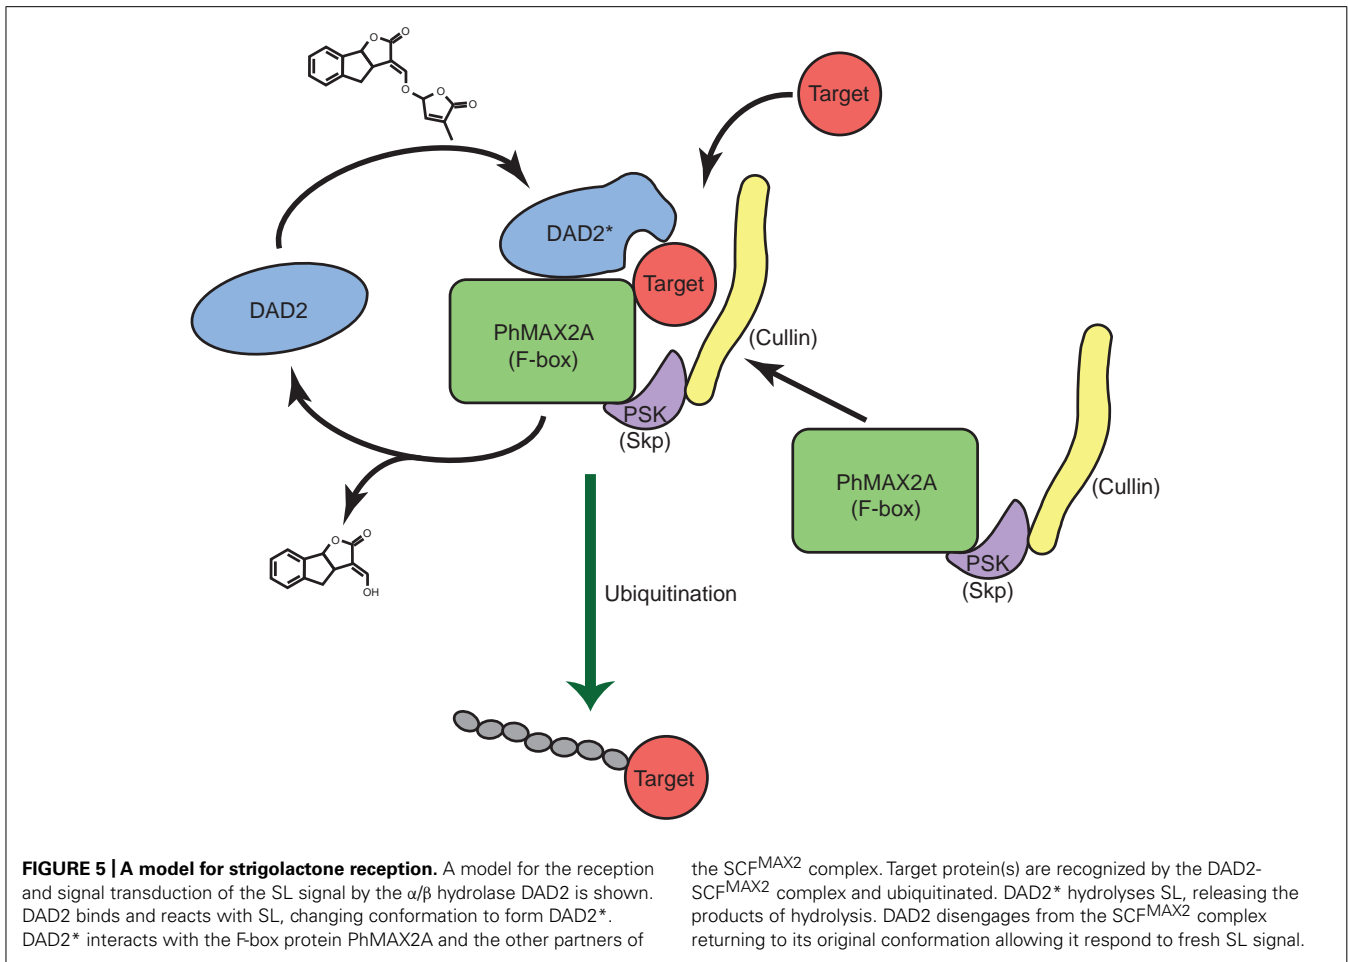 O
O
O
O
O
Target
DAD2*
Target
DAD2
PhMAX2A
(F-box)
(Cullin)
PSK
(Skp)
PhMAX2A
(F-box)
(Cullin)
PSK
(Skp)
O
O
OH
Ubiquitination
Target
FIGURE 5 | A model for strigolactone reception. A model for the reception
and signal transduction of the SL signal by the α/β hydrolase DAD2 is shown.
DAD2 binds and reacts with SL, changing conformation to form DAD2*.
DAD2* interacts with the F-box protein PhMAX2A and the other partners of
the SCFMAX2 complex. Target protein(s) are recognized by the DAD2-
SCFMAX2 complex and ubiquitinated. DAD2* hydrolyses SL, releasing the
products of hydrolysis. DAD2 disengages from the SCFMAX2 complex
returning to its original conformation allowing it respond to fresh SL signal.